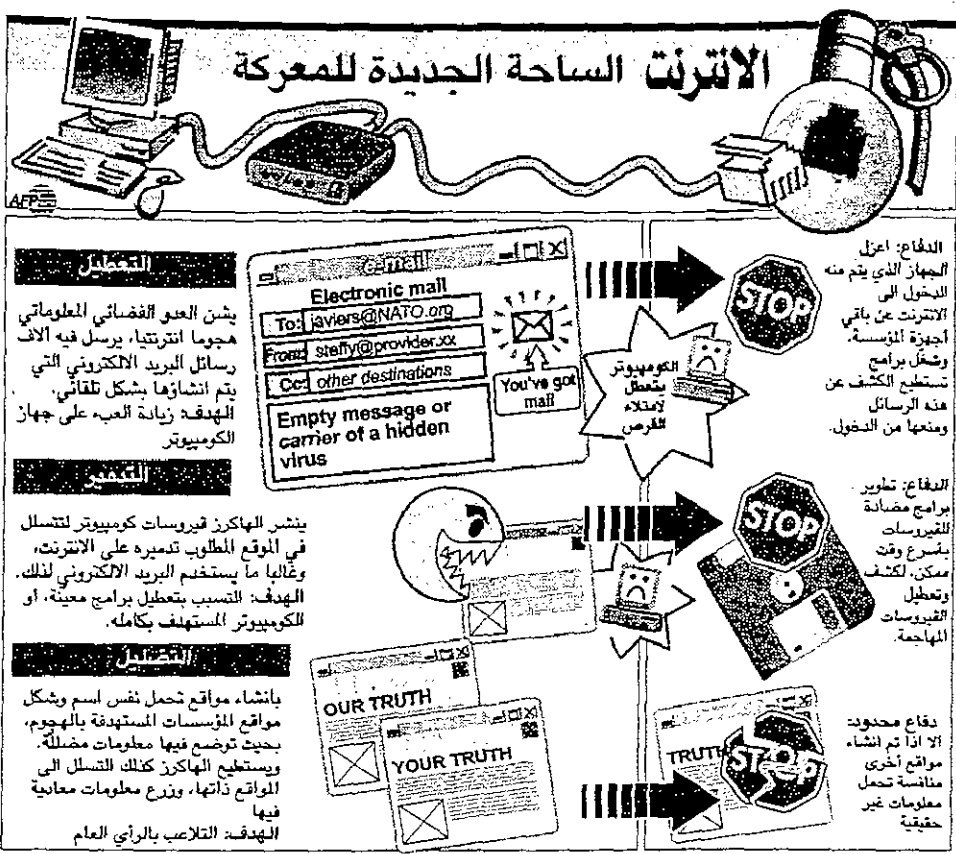 الانترنت الساحة الجديدة للمعركة
AFP
التعطيل
يشن العدو الفضائي المعلوماتي
هجوما انترنتيا، يرسل فيه الاف
رسائل البريد الالكتروني التي
يتم انشاؤها بشكل تلقائي.
الهدف: زيادة العبء على جهاز
الكومبيوتر
e-mail
Electronic mail
To: javiers@NATO.org
From: steffy@provider.xx
Cc: other destinations
Empty message or
carrier of a hidden
virus
You've got
mail
الكومبيوتر
يتعطل
لامتلاء
القرص
STOP
الدفاع: اعزل
الجهاز الذي يتم منه
الدخول الى
الانترنت عن باقي
أجهزة المؤسسة.
وشغّل برامج
تستطيع الكشف عن
هذه الرسائل
ومنعها من الدخول.
التدمير
ينشر الهاكرز فيروسات كومبيوتر لتتسلل
في الموقع المطلوب تدميره على الانترنت،
وغالبا ما يستخدم البريد الالكتروني لذلك.
الهدف: التسبب بتعطيل برامج معينة، او
الكومبيوتر المستهدف بكامله.
STOP
الدفاع: تطوير
برامج مضادة
للفيروسات
بأسرع وقت
ممكن، لكشف
وتعطيل
الفيروسات
المهاجمة.
التضليل
بانشاء مواقع تحمل نفس اسم وشكل
مواقع المؤسسات المستهدفة بالهجوم،
بحيث توضع فيها معلومات مضللة.
ويستطيع الهاكرز كذلك التسلل الى
المواقع ذاتها، وزرع معلومات معادية
فيها
الهدف: التلاعب بالرأي العام
OUR TRUTH
YOUR TRUTH
TRUTH
STOP
دفاع محدود:
الا اذا تم انشاء
مواقع أخرى
منافسة تحمل
معلومات غير
حقيقية